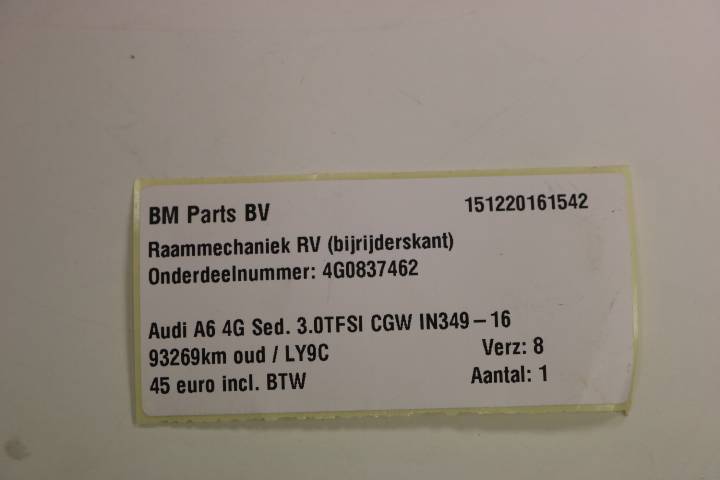 BM Parts BV 151220161542
Raammechaniek RV (bijrijderskant)
Onderdeelnummer: 4G0837462
Audi A6 4G Sed. 3.0TFSI CGW IN349-16
93269km oud / LY9C Verz: 8
45 euro incl. BTW Aantal: 1